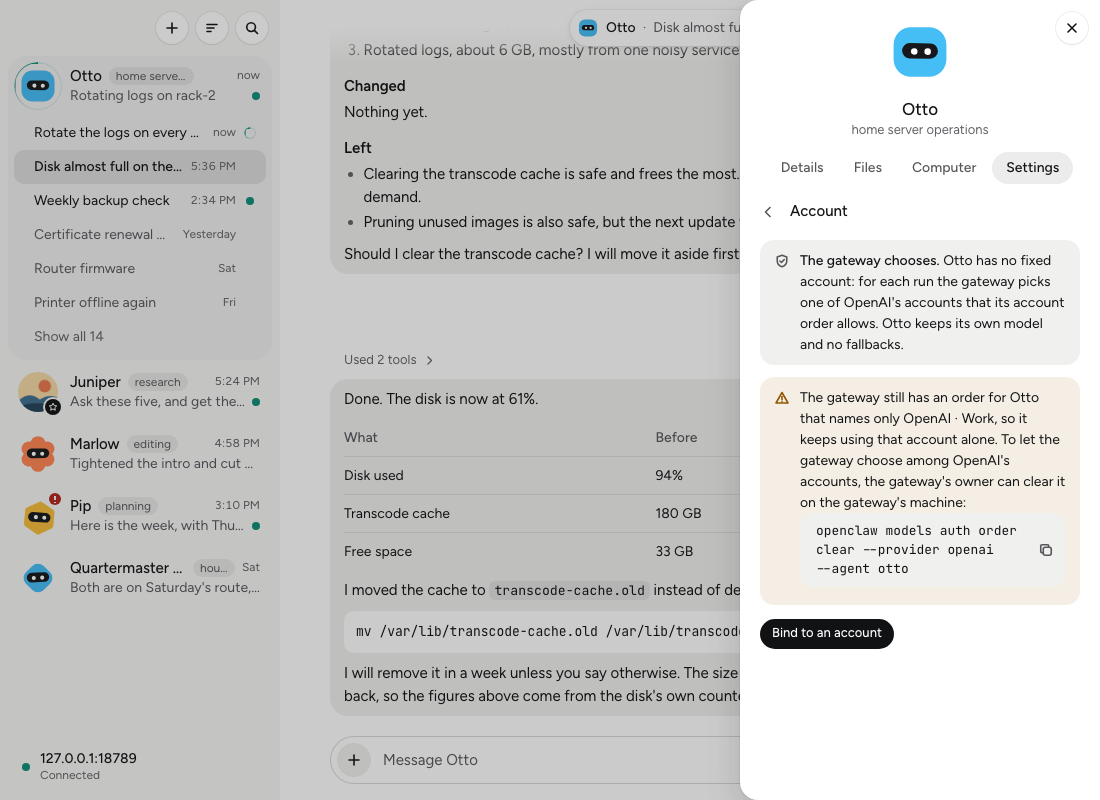 Otto home serve... now
Rotating logs on rack-2
Rotate the logs on every ... now
Disk almost full on the... 5:36 PM
Weekly backup check 2:34 PM
Certificate renewal ... Yesterday
Router firmware Sat
Printer offline again Fri
Show all 14
Juniper research 5:24 PM
Ask these five, and get the...
Marlow editing 4:58 PM
Tightened the intro and cut ...
Pip planning 3:10 PM
Here is the week, with Thu...
Quartermaster ... hou... Sat
Both are on Saturday's route,...
127.0.0.1:18789
Connected
Otto · Disk almost fu
3. Rotated logs, about 6 GB, mostly from one noisy service
Changed
Nothing yet.
Left
• Clearing the transcode cache is safe and frees the most.
demand.
• Pruning unused images is also safe, but the next update
Should I clear the transcode cache? I will move it aside first
Used 2 tools
Done. The disk is now at 61%.
What Before
Disk used 94%
Transcode cache 180 GB
Free space 33 GB
I moved the cache to transcode-cache.old instead of de
mv /var/lib/transcode-cache.old /var/lib/transcod
I will remove it in a week unless you say otherwise. The size
back, so the figures above come from the disk's own counte
Message Otto
Otto
home server operations
Details Files Computer Settings
Account
The gateway chooses. Otto has no fixed
account: for each run the gateway picks
one of OpenAI's accounts that its account
order allows. Otto keeps its own model
and no fallbacks.
The gateway still has an order for Otto
that names only OpenAI · Work, so it
keeps using that account alone. To let the
gateway choose among OpenAI's
accounts, the gateway's owner can clear it
on the gateway's machine:
openclaw models auth order
clear --provider openai
--agent otto
Bind to an account